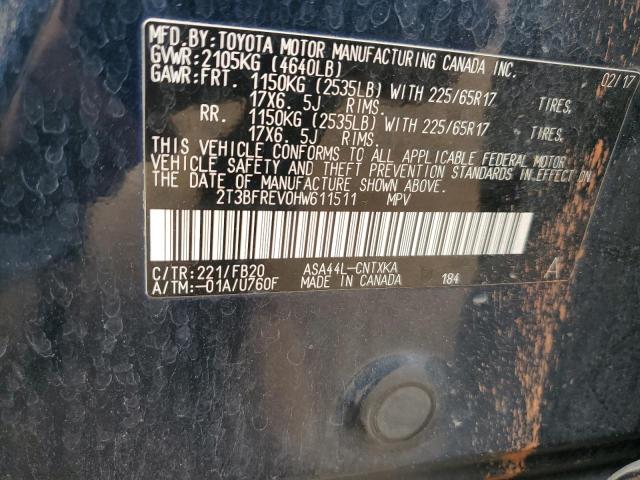 MFD.BY:TOYOTA MOTOR MANUFACTURING CANADA INC.
GVWR:2105KG (4640LB) 02/17
GAWR:FRT. 1150KG (2535LB) WITH 225/65R17 TIRES,
17X6. 5J RIMS.
RR. 1150KG (2535LB) WITH 225/65R17 TIRES,
17X6. 5J RIMS.
THIS VEHICLE CONFORMS TO ALL APPLICABLE FEDERAL MOTOR
VEHICLE SAFETY AND THEFT PREVENTION STANDARDS IN EFFECT ON
THE DATE OF MANUFACTURE SHOWN ABOVE.
2T3BFREV0HW611511 MPV
C/TR:221/FB20 ASA44L-CNTXKA A
A/TM:-01A/U760F MADE IN CANADA 184